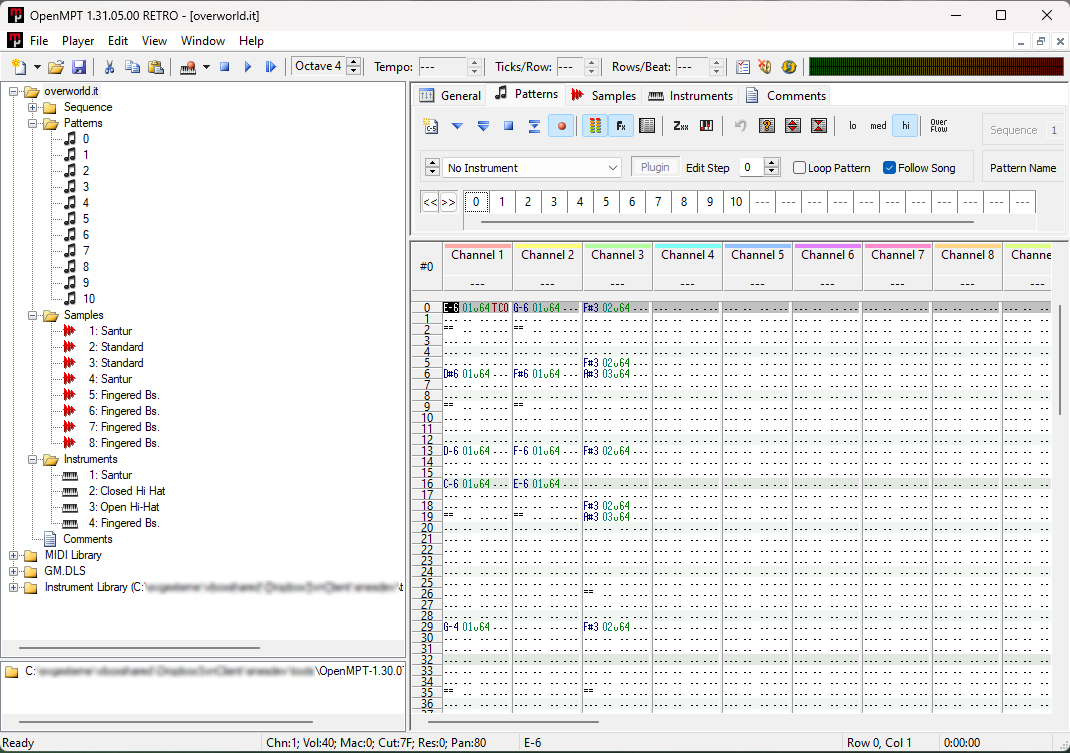 OpenMPT 1.31.05.00 RETRO - [overworld.it]
File Player Edit View Window Help
Octave 4 Tempo: --- Ticks/Row: --- Rows/Beat: ---
overworld.it
Sequence
Patterns
0
1
2
3
4
5
6
7
8
9
10
Samples
1: Santur
2: Standard
3: Standard
4: Santur
5: Fingered Bs.
6: Fingered Bs.
7: Fingered Bs.
8: Fingered Bs.
Instruments
1: Santur
2: Closed Hi Hat
3: Open Hi-Hat
4: Fingered Bs.
Comments
MIDI Library
GM.DLS
Instrument Library (C:\
C:\
\OpenMPT-1.30.0
General Patterns Samples Instruments Comments
C-5 Fx Zxx lo med hi Over Flow Sequence 1
No Instrument Plugin Edit Step 0 Loop Pattern Follow Song Pattern Name
<< >> 0 1 2 3 4 5 6 7 8 9 10 --- --- --- --- --- --- --- --- --- --- ---
#0 Channel 1 Channel 2 Channel 3 Channel 4 Channel 5 Channel 6 Channel 7 Channel 8 Channe
--- --- --- --- --- --- --- --- ---
0 E-6 01v64 TC0 G-6 01v64 ... F#3 02v64 ...
1
2 == ==
3
4
5 F#3 02v64
6 D#6 01v64 ... F#6 01v64 ... A#3 03v64 ...
7
8
9 == ==
10
11
12
13 D-6 01v64 ... F-6 01v64 ... F#3 02v64 ...
14
15
16 C-6 01v64 ... E-6 01v64 ...
17
18 F#3 02v64
19 == == A#3 03v64
20
21
22
23
24
25
26 ==
27
28
29 G-4 01v64 ... F#3 02v64 ...
30
31
32
33
34
35 == ==
36
37
Ready Chn:1; Vol:40; Mac:0; Cut:7F; Res:0; Pan:80 E-6 Row 0, Col 1 0:00:00